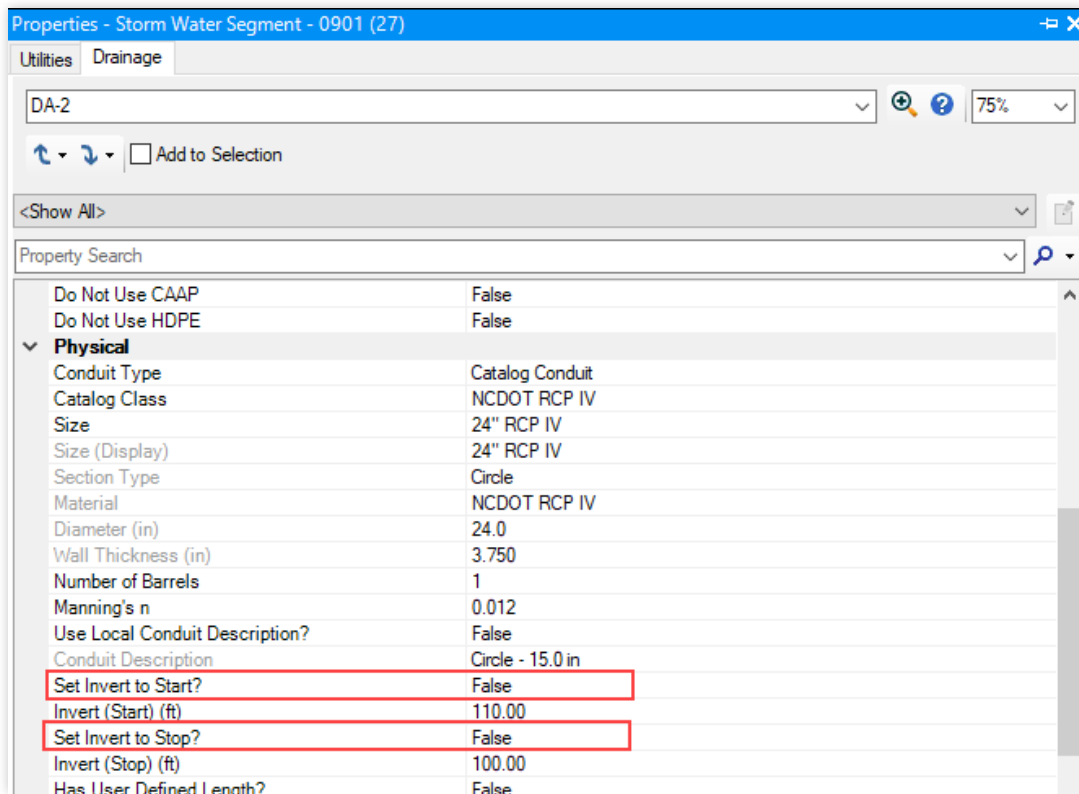 Properties - Storm Water Segment - 0901 (27)
Utilities Drainage
DA-2 75%
Add to Selection
<Show All>
Property Search
Do Not Use CAAP False
Do Not Use HDPE False
Physical
Conduit Type Catalog Conduit
Catalog Class NCDOT RCP IV
Size 24" RCP IV
Size (Display) 24" RCP IV
Section Type Circle
Material NCDOT RCP IV
Diameter (in) 24.0
Wall Thickness (in) 3.750
Number of Barrels 1
Manning's n 0.012
Use Local Conduit Description? False
Conduit Description Circle - 15.0 in
Set Invert to Start? False
Invert (Start) (ft) 110.00
Set Invert to Stop? False
Invert (Stop) (ft) 100.00
Has User Defined Length? False